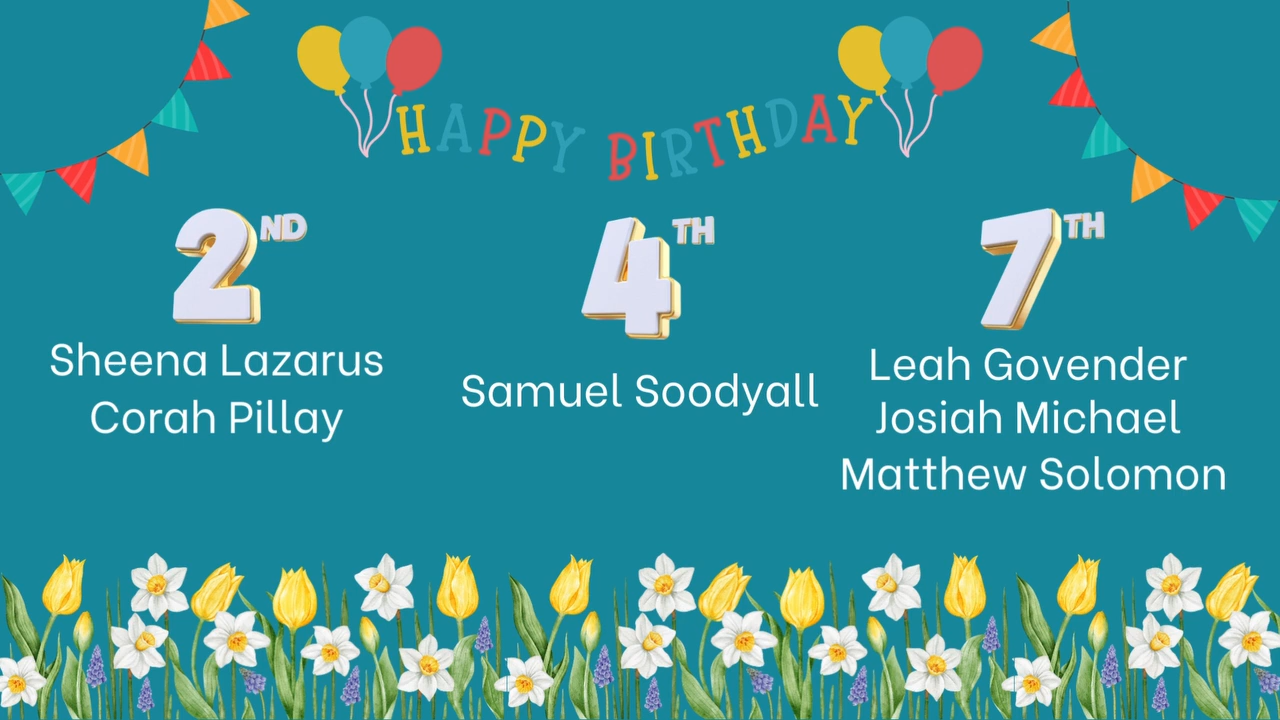 HAPPY BIRTHDAY
2ND
Sheena Lazarus
Corah Pillay
4TH
Samuel Soodyall
7TH
Leah Govender
Josiah Michael
Matthew Solomon